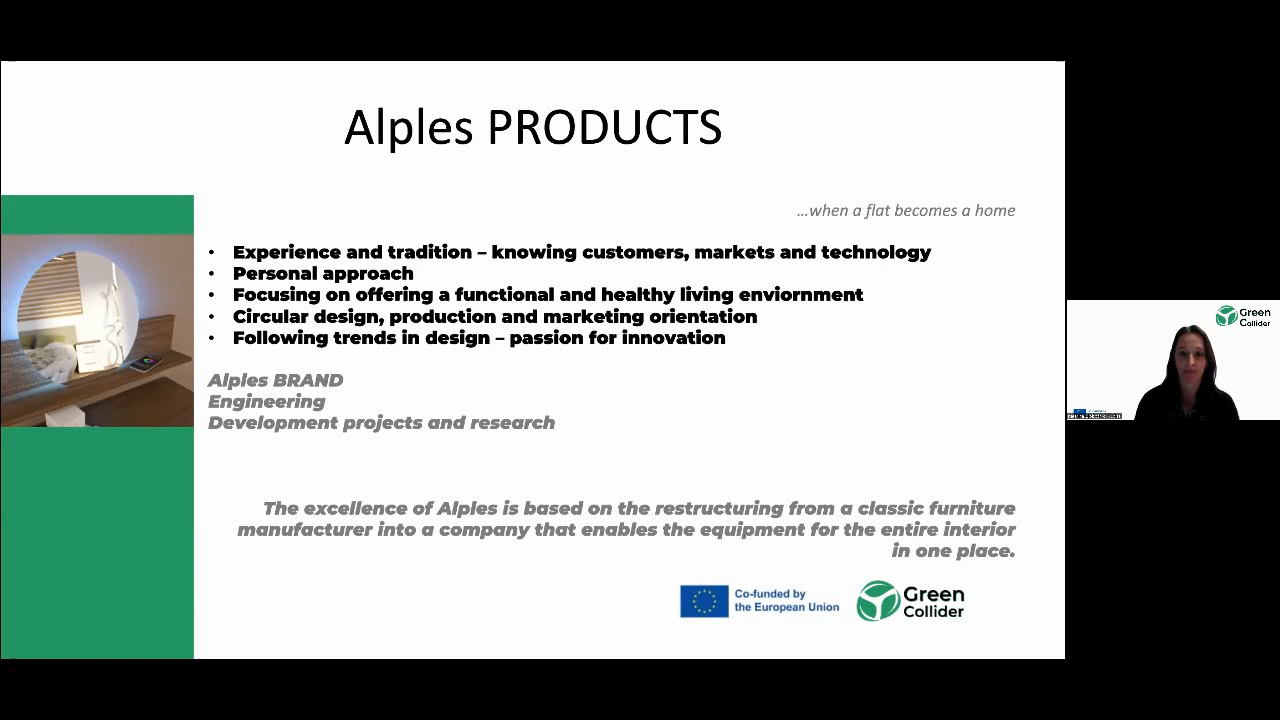 Alples PRODUCTS
...when a flat becomes a home
• Experience and tradition – knowing customers, markets and technology
• Personal approach
• Focusing on offering a functional and healthy living enviornment
• Circular design, production and marketing orientation
• Following trends in design – passion for innovation
Alples BRAND
Engineering
Development projects and research
The excellence of Alples is based on the restructuring from a classic furniture
manufacturer into a company that enables the equipment for the entire interior
in one place.
Co-funded by
the European Union
Green
Collider
Green
Collider